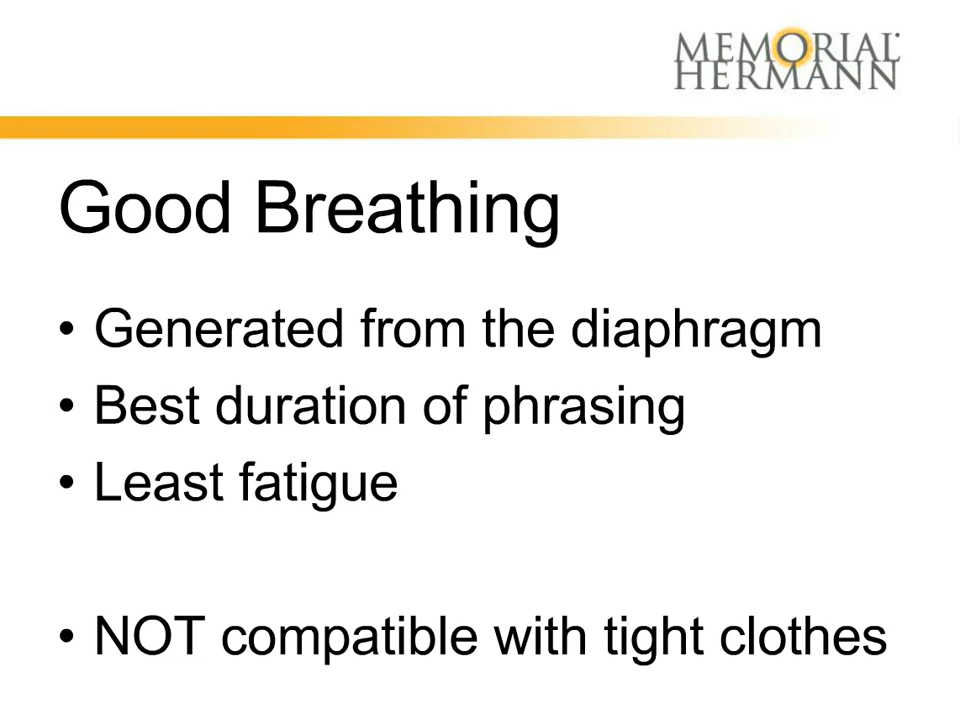 MEMORIAL
HERMANN
Good Breathing
• Generated from the diaphragm
• Best duration of phrasing
• Least fatigue
• NOT compatible with tight clothes